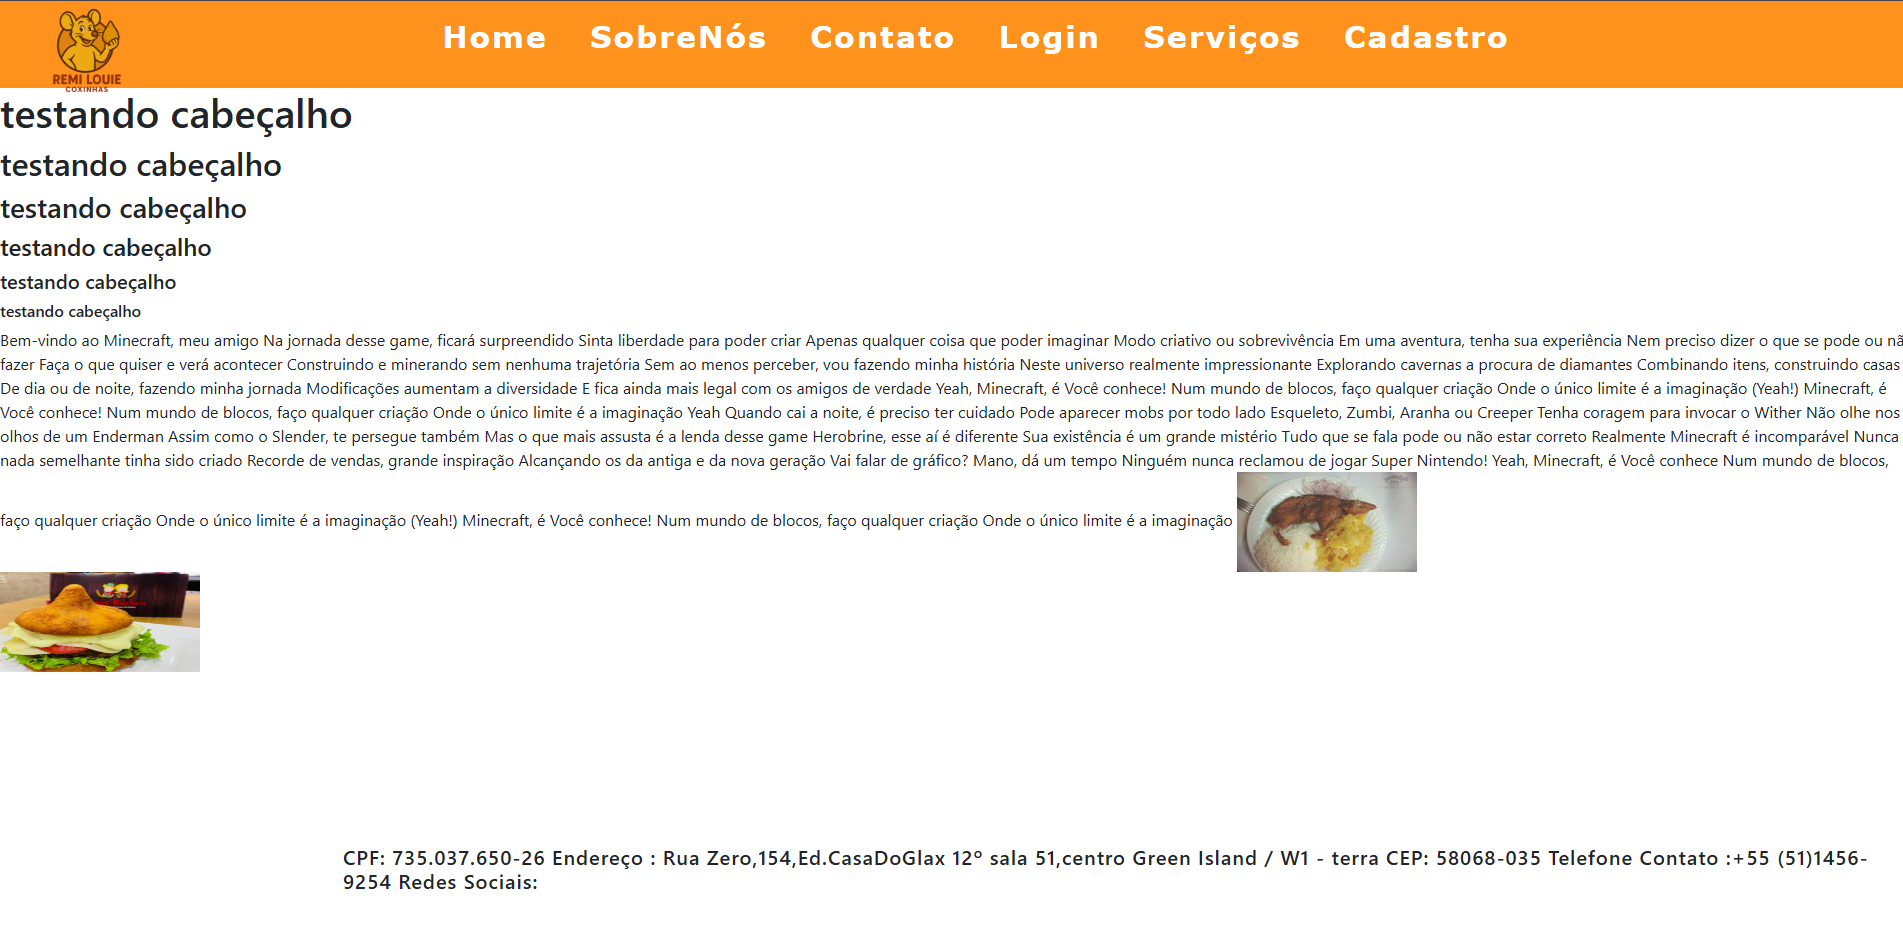 Home SobreNós Contato Login Serviços Cadastro
REMI LOUIE
COXINHAS
testando cabeçalho
testando cabeçalho
testando cabeçalho
testando cabeçalho
testando cabeçalho
testando cabeçalho
Bem-vindo ao Minecraft, meu amigo Na jornada desse game, ficará surpreendido Sinta liberdade para poder criar Apenas qualquer coisa que poder imaginar Modo criativo ou sobrevivência Em uma aventura, tenha sua experiência Nem preciso dizer o que se pode ou nã
fazer Faça o que quiser e verá acontecer Construindo e minerando sem nenhuma trajetória Sem ao menos perceber, vou fazendo minha história Neste universo realmente impressionante Explorando cavernas a procura de diamantes Combinando itens, construindo casas
De dia ou de noite, fazendo minha jornada Modificações aumentam a diversidade E fica ainda mais legal com os amigos de verdade Yeah, Minecraft, é Você conhece! Num mundo de blocos, faço qualquer criação Onde o único limite é a imaginação (Yeah!) Minecraft, é
Você conhece! Num mundo de blocos, faço qualquer criação Onde o único limite é a imaginação Yeah Quando cai a noite, é preciso ter cuidado Pode aparecer mobs por todo lado Esqueleto, Zumbi, Aranha ou Creeper Tenha coragem para invocar o Wither Não olhe nos
olhos de um Enderman Assim como o Slender, te persegue também Mas o que mais assusta é a lenda desse game Herobrine, esse aí é diferente Sua existência é um grande mistério Tudo que se fala pode ou não estar correto Realmente Minecraft é incomparável Nunca
nada semelhante tinha sido criado Recorde de vendas, grande inspiração Alcançando os da antiga e da nova geração Vai falar de gráfico? Mano, dá um tempo Ninguém nunca reclamou de jogar Super Nintendo! Yeah, Minecraft, é Você conhece Num mundo de blocos,
faço qualquer criação Onde o único limite é a imaginação (Yeah!) Minecraft, é Você conhece! Num mundo de blocos, faço qualquer criação Onde o único limite é a imaginação
CPF: 735.037.650-26 Endereço : Rua Zero,154,Ed.CasaDoGlax 12º sala 51,centro Green Island / W1 - terra CEP: 58068-035 Telefone Contato :+55 (51)1456-
9254 Redes Sociais: